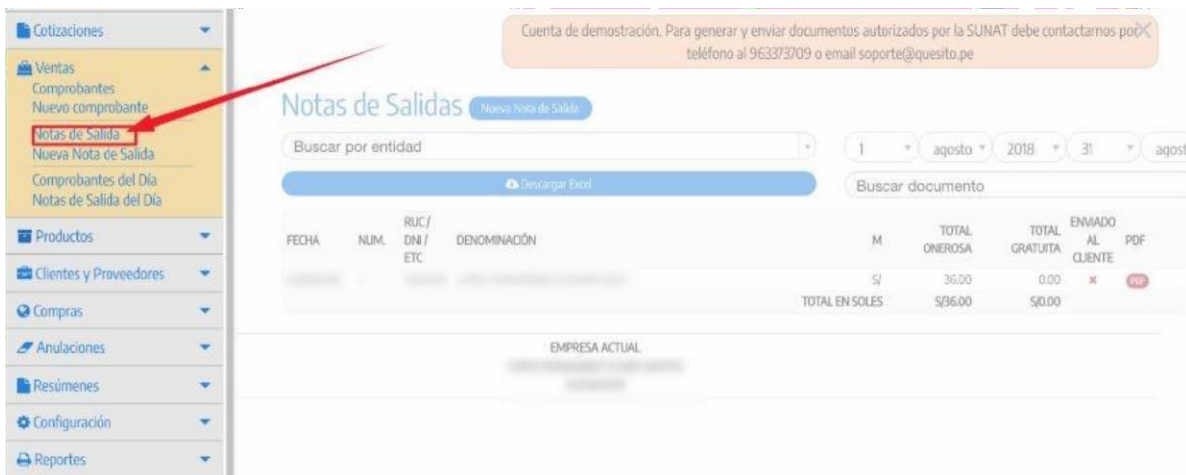 Cotizaciones
Ventas
Comprobantes
Nuevo comprobante
Notas de Salida
Nueva Nota de Salida
Comprobantes del Día
Notas de Salida del Día
Productos
Clientes y Proveedores
Compras
Anulaciones
Resúmenes
Configuración
Reportes
Cuenta de demostración. Para generar y enviar documentos autorizados por la SUNAT debe contactarnos por
teléfono al 963373709 o email soporte@quesito.pe
Notas de Salidas Nueva Nota de Salida
Buscar por entidad 1 agosto 2018 31 agost
Descargar Excel Buscar documento
FECHA NUM. RUC / DNI / ETC DENOMINACIÓN M TOTAL ONEROSA TOTAL GRATUITA ENVIADO AL CLIENTE PDF
S/ 36.00 0.00 PDF
TOTAL EN SOLES S/36.00 S/0.00
EMPRESA ACTUAL